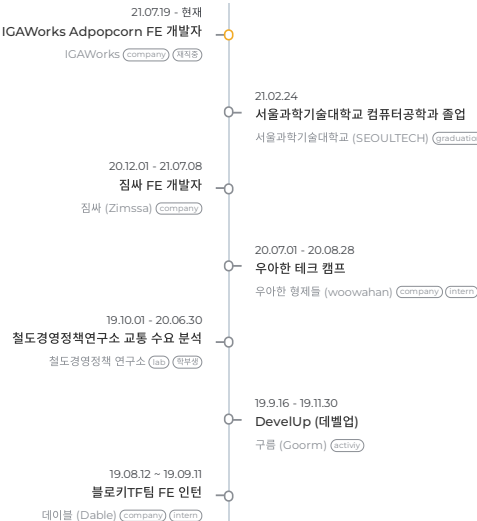 21.07.19 - 현재
IGAWorks Adpopcorn FE 개발자
IGAWorks company 재직중
21.02.24
서울과학기술대학교 컴퓨터공학과 졸업
서울과학기술대학교 (SEOULTECH) graduatio
20.12.01 - 21.07.08
짐싸 FE 개발자
짐싸 (Zimssa) company
20.07.01 - 20.08.28
우아한 테크 캠프
우아한 형제들 (woowahan) company intern
19.10.01 - 20.06.30
철도경영정책연구소 교통 수요 분석
철도경영정책 연구소 lab 학부생
19.9.16 - 19.11.30
DevelUp (데벨업)
구름 (Goorm) activiy
19.08.12 ~ 19.09.11
블로키TF팀 FE 인턴
데이블 (Dable) company intern